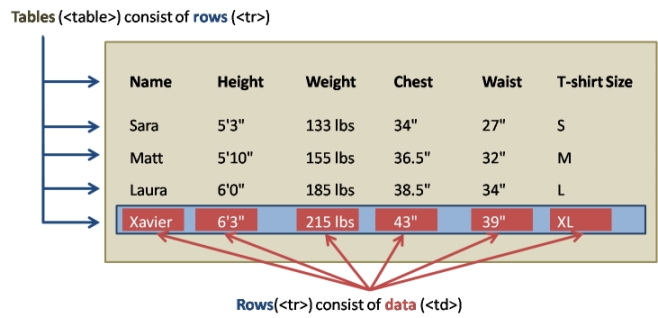 Tables (<table>) consist of rows (<tr>)
Name Height Weight Chest Waist T-shirt Size
Sara 5'3" 133 lbs 34" 27" S
Matt 5'10" 155 lbs 36.5" 32" M
Laura 6'0" 185 lbs 38.5" 34" L
Xavier 6'3" 215 lbs 43" 39" XL
Rows(<tr>) consist of data (<td>)